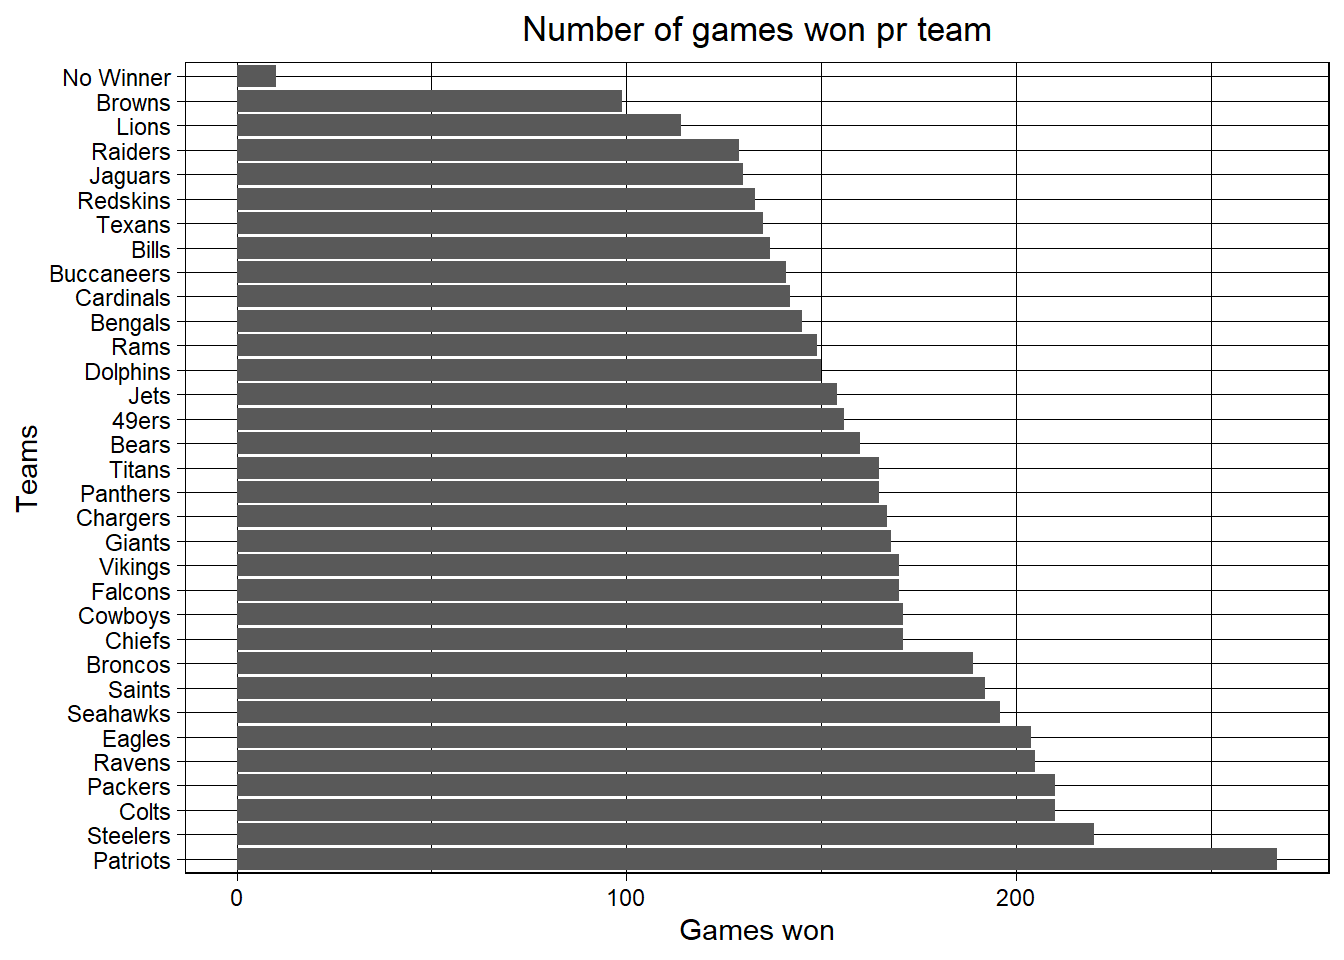 Number of games won pr team
No Winner
Browns
Lions
Raiders
Jaguars
Redskins
Texans
Bills
Buccaneers
Cardinals
Bengals
Rams
Dolphins
Jets
49ers
Bears
Titans
Panthers
Chargers
Giants
Vikings
Falcons
Cowboys
Chiefs
Broncos
Saints
Seahawks
Eagles
Ravens
Packers
Colts
Steelers
Patriots
Teams
0 100 200
Games won